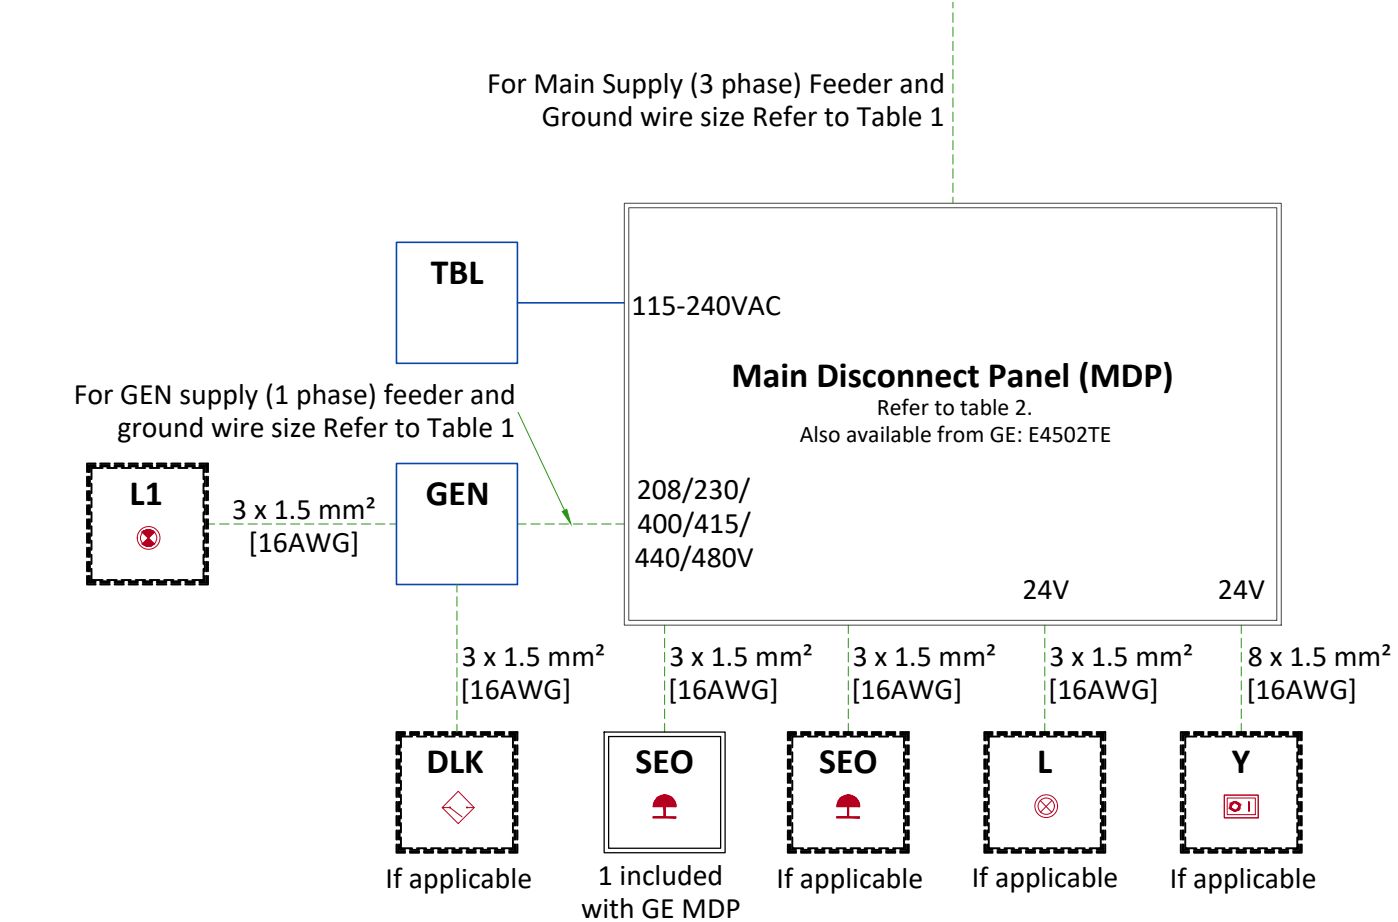 For Main Supply (3 phase) Feeder and
Ground wire size Refer to Table 1
TBL
115-240VAC
Main Disconnect Panel (MDP)
Refer to table 2.
Also available from GE: E4502TE
For GEN supply (1 phase) feeder and
ground wire size Refer to Table 1
L1
3 x 1.5 mm²
[16AWG]
GEN
208/230/
400/415/
440/480V
24V
24V
3 x 1.5 mm²
[16AWG]
3 x 1.5 mm²
[16AWG]
3 x 1.5 mm²
[16AWG]
3 x 1.5 mm²
[16AWG]
8 x 1.5 mm²
[16AWG]
DLK
If applicable
SEO
1 included
with GE MDP
SEO
If applicable
L
If applicable
Y
If applicable